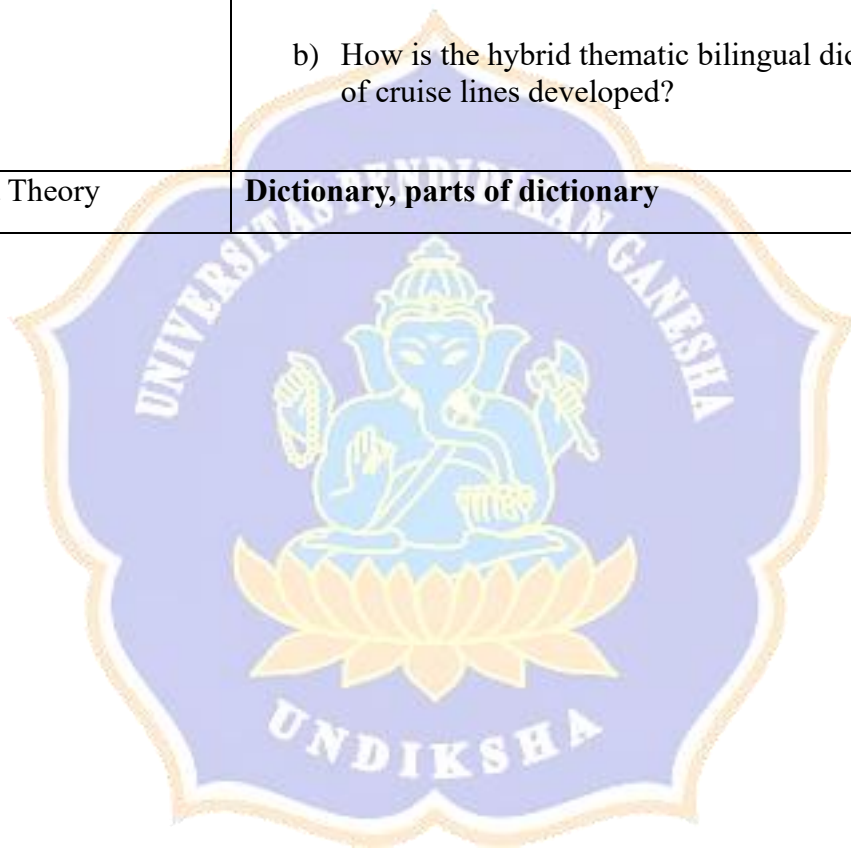 b) How is the hybrid thematic bilingual
of cruise lines developed?
Theory
Dictionary, parts of dictionary
UNIVERSITAS PENDIDIKAN GANESHA
UNDIKSHA